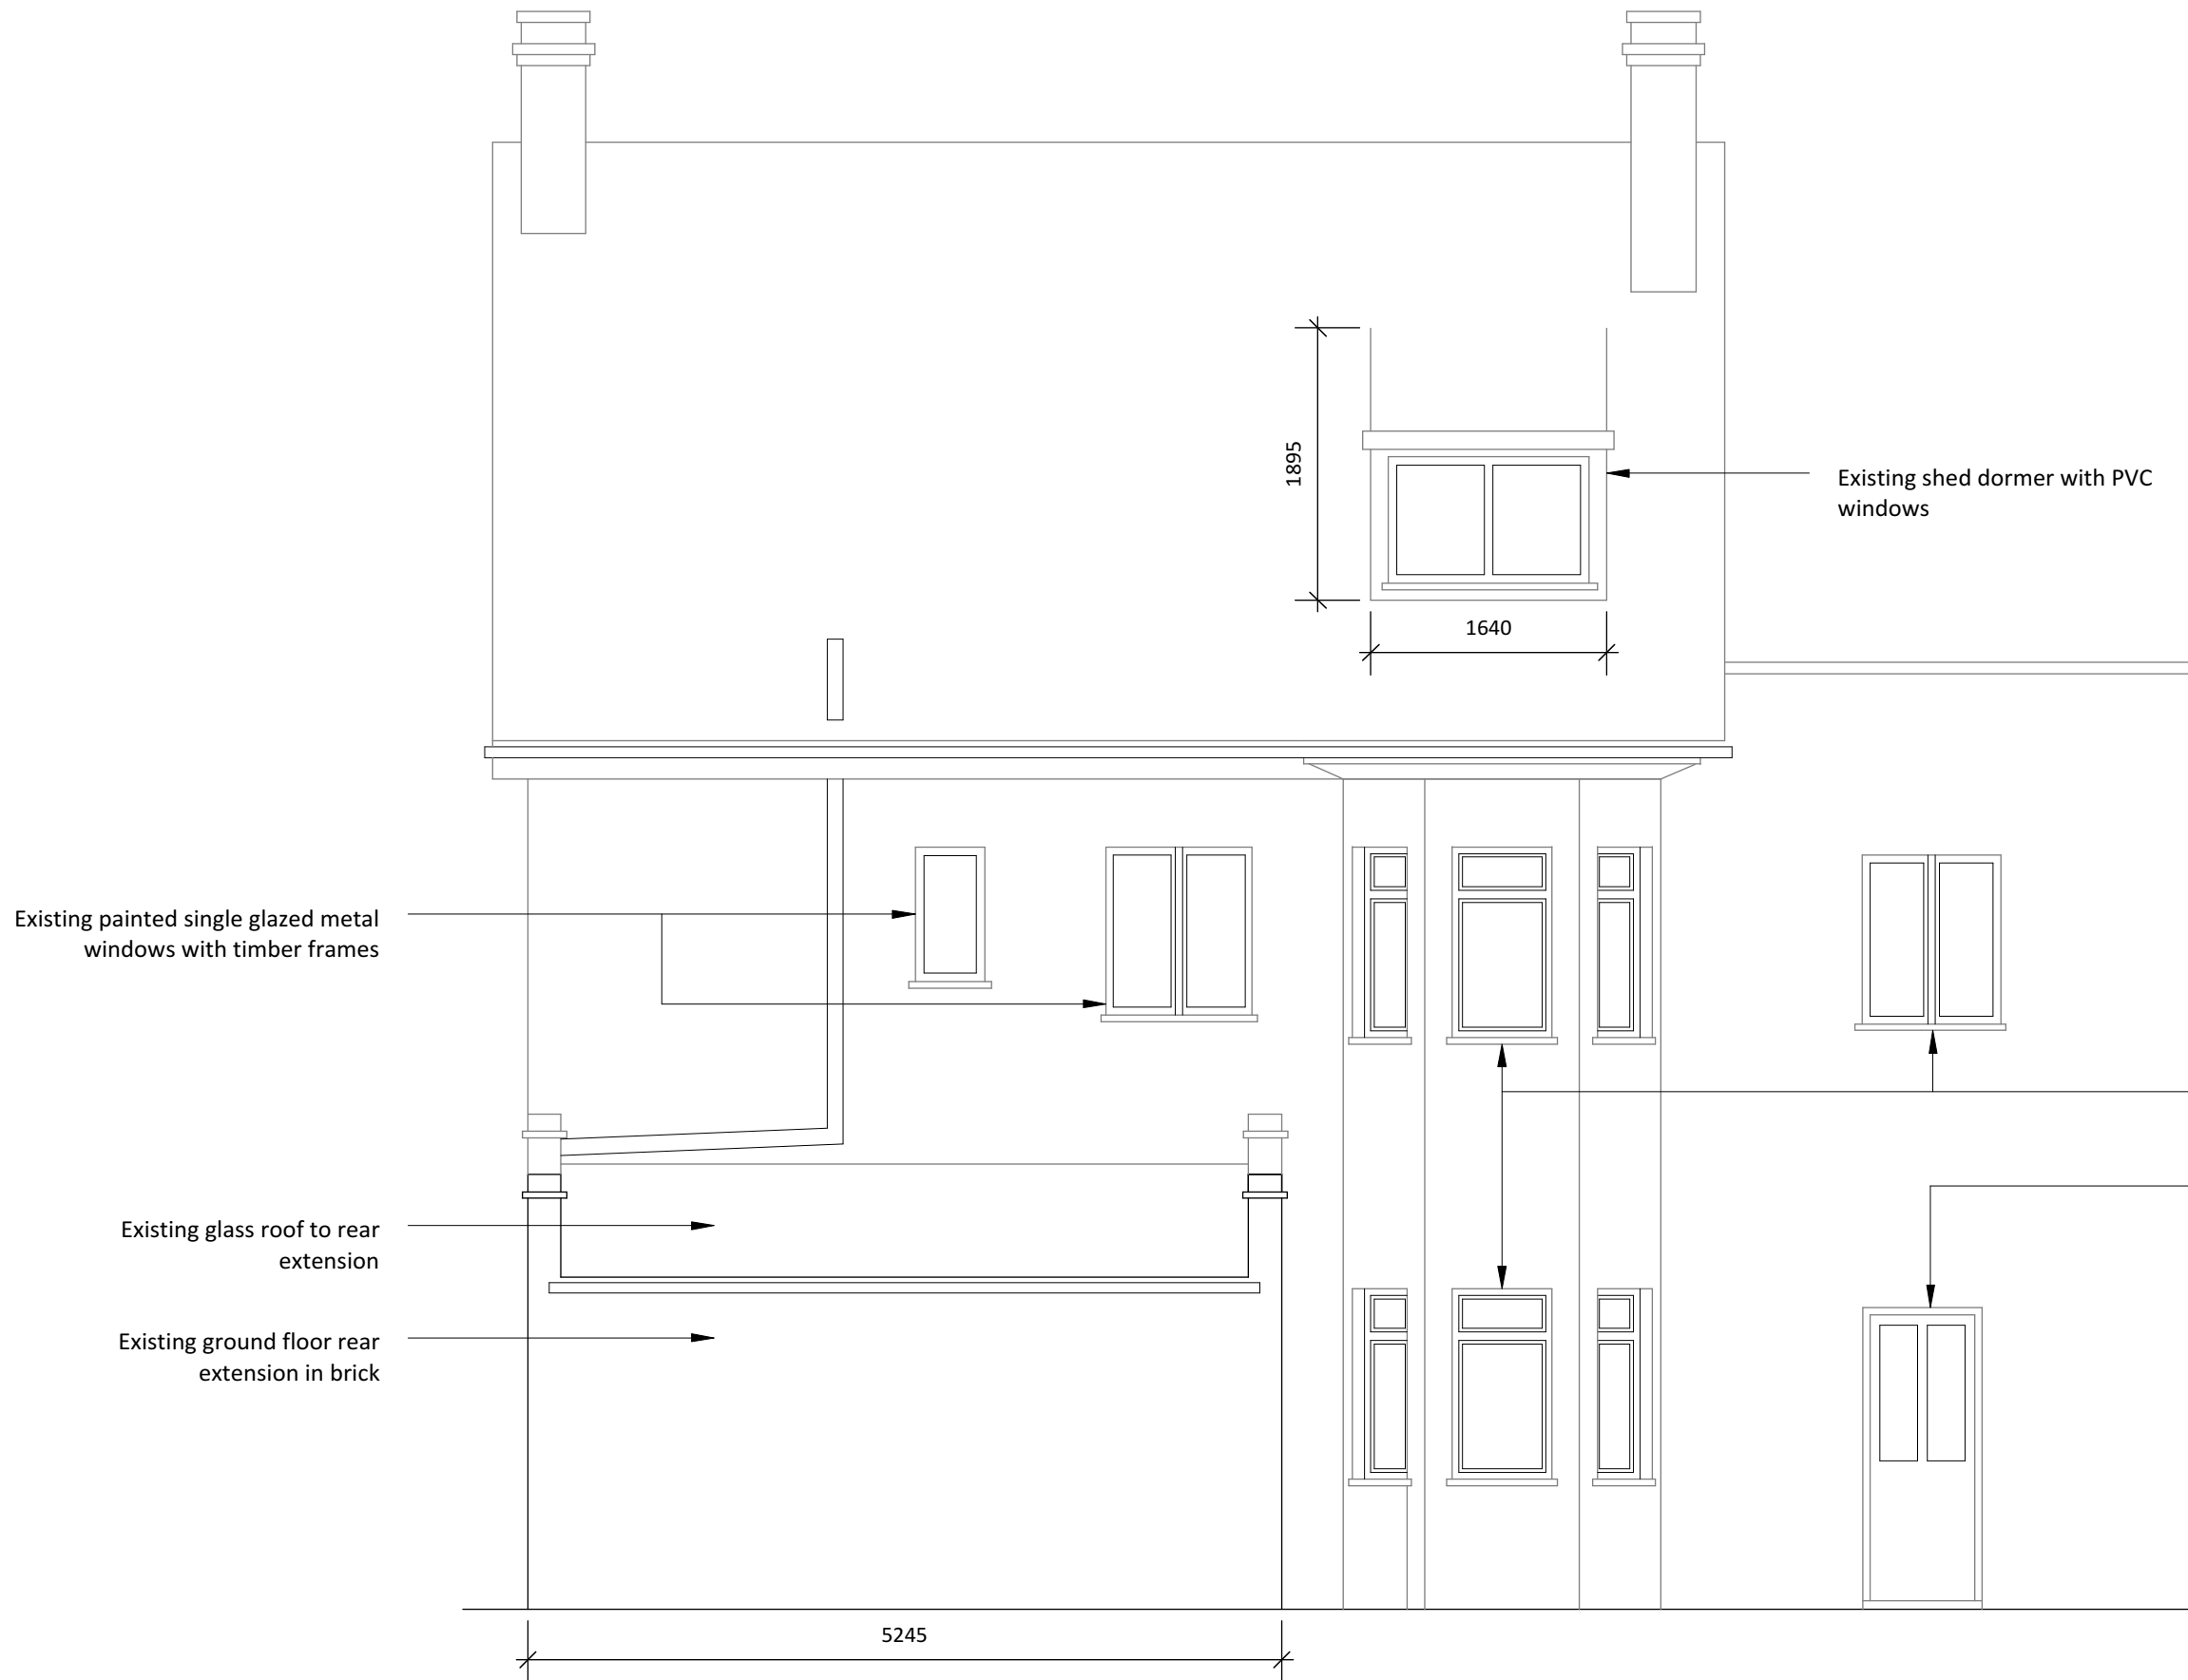 1895
Existing shed dormer with PVC
windows
1640
Existing painted single glazed metal
windows with timber frames
Existing glass roof to rear
extension
Existing ground floor rear
extension in brick
5245